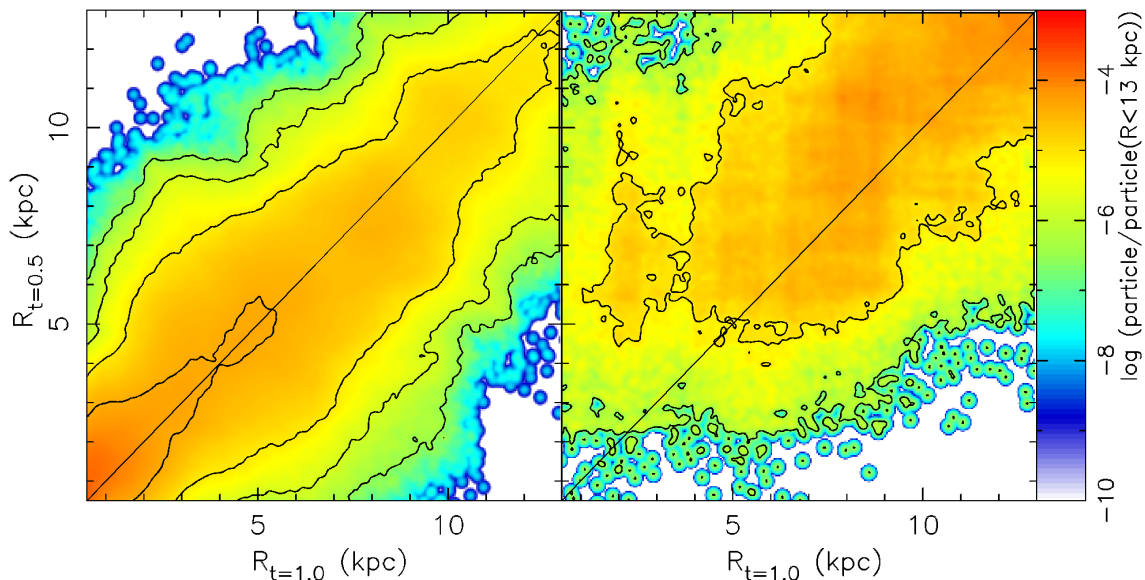 10
5
R_{t=0.5} (kpc)
5
10
R_{t=1.0} (kpc)
5
10
R_{t=1.0} (kpc)
−4
−6
−8
−10
log (particle/particle(R<13 kpc))